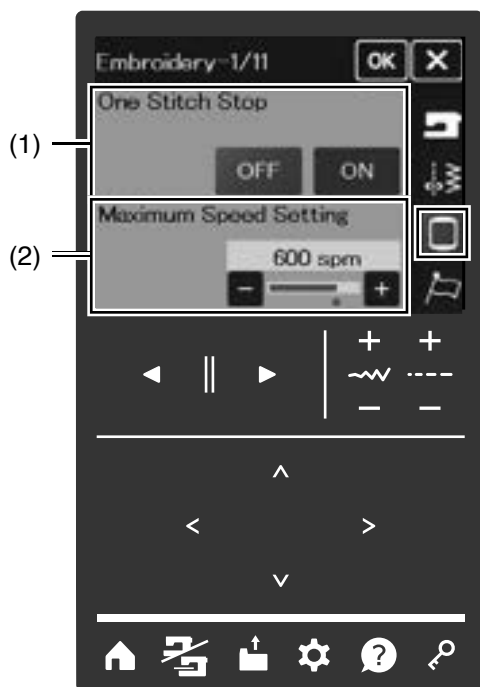 Embroidery-1/11
OK
One Stitch Stop
(1)
OFF ON
Maximum Speed Setting
(2)
600 spm